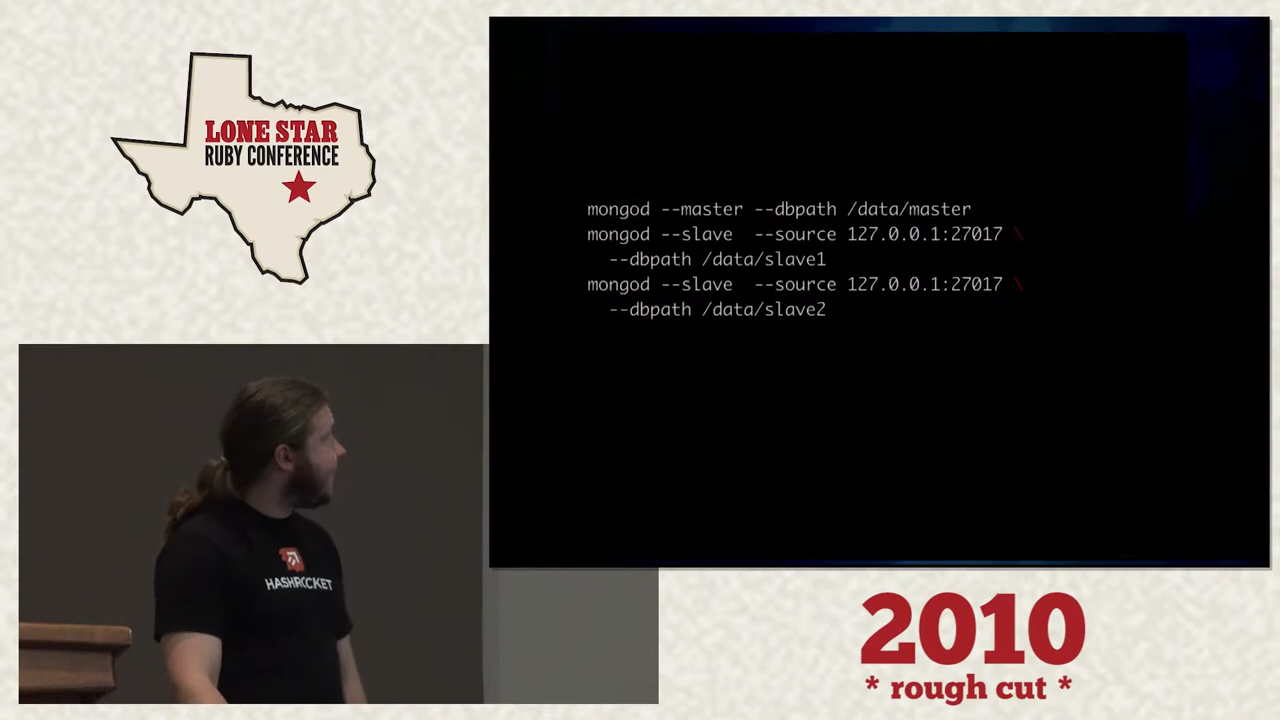 LONE STAR
RUBY CONFERENCE
mongod --master --dbpath /data/master
mongod --slave  --source 127.0.0.1:27017 \
  --dbpath /data/slave1
mongod --slave  --source 127.0.0.1:27017 \
  --dbpath /data/slave2
HASHROCKET
2010
* rough cut *